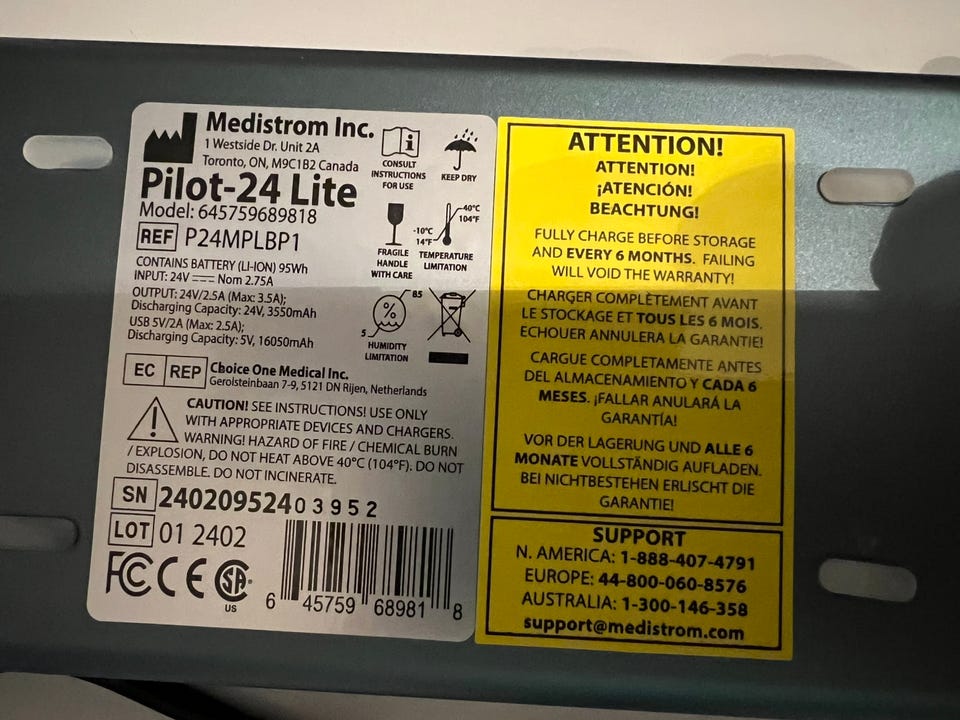 Medistrom Inc.
1 Westside Dr. Unit 2A
Toronto, ON, M9C1B2 Canada
Pilot-24 Lite
Model: 645759689818
REF P24MPLBP1
CONTAINS BATTERY (LI-ION) 95Wh
INPUT: 24V Nom 2.75A
OUTPUT: 24V/2.5A (Max: 3.5A);
Discharging Capacity: 24V, 3550mAh
USB 5V/2A (Max: 2.5A);
Discharging Capacity: 5V, 16050mAh
CONSULT
INSTRUCTIONS
FOR USE
KEEP DRY
FRAGILE
HANDLE
WITH CARE
40°C
104°F
-10°C
14°F
TEMPERATURE
LIMITATION
85
%
5
HUMIDITY
LIMITATION
EC REP Choice One Medical Inc.
Gerolsteinbaan 7-9, 5121 DN Rijen, Netherlands
CAUTION! SEE INSTRUCTIONS! USE ONLY
WITH APPROPRIATE DEVICES AND CHARGERS.
WARNING! HAZARD OF FIRE / CHEMICAL BURN
/ EXPLOSION, DO NOT HEAT ABOVE 40°C (104°F). DO NOT
DISASSEMBLE. DO NOT INCINERATE.
SN 24020952403952
LOT 01 2402
FC CE SA
US
6 45759 68981 8
ATTENTION!
ATTENTION!
¡ATENCIÓN!
BEACHTUNG!
FULLY CHARGE BEFORE STORAGE
AND EVERY 6 MONTHS. FAILING
WILL VOID THE WARRANTY!
CHARGER COMPLÈTEMENT AVANT
LE STOCKAGE ET TOUS LES 6 MOIS.
ECHOUER ANNULERA LA GARANTIE!
CARGUE COMPLETAMENTE ANTES
DEL ALMACENAMIENTO Y CADA 6
MESES. ¡FALLAR ANULARÁ LA
GARANTÍA!
VOR DER LAGERUNG UND ALLE 6
MONATE VOLLSTÄNDIG AUFLADEN.
BEI NICHTBESTEHEN ERLISCHT DIE
GARANTIE!
SUPPORT
N. AMERICA: 1-888-407-4791
EUROPE: 44-800-060-8576
AUSTRALIA: 1-300-146-358
support@medistrom.com